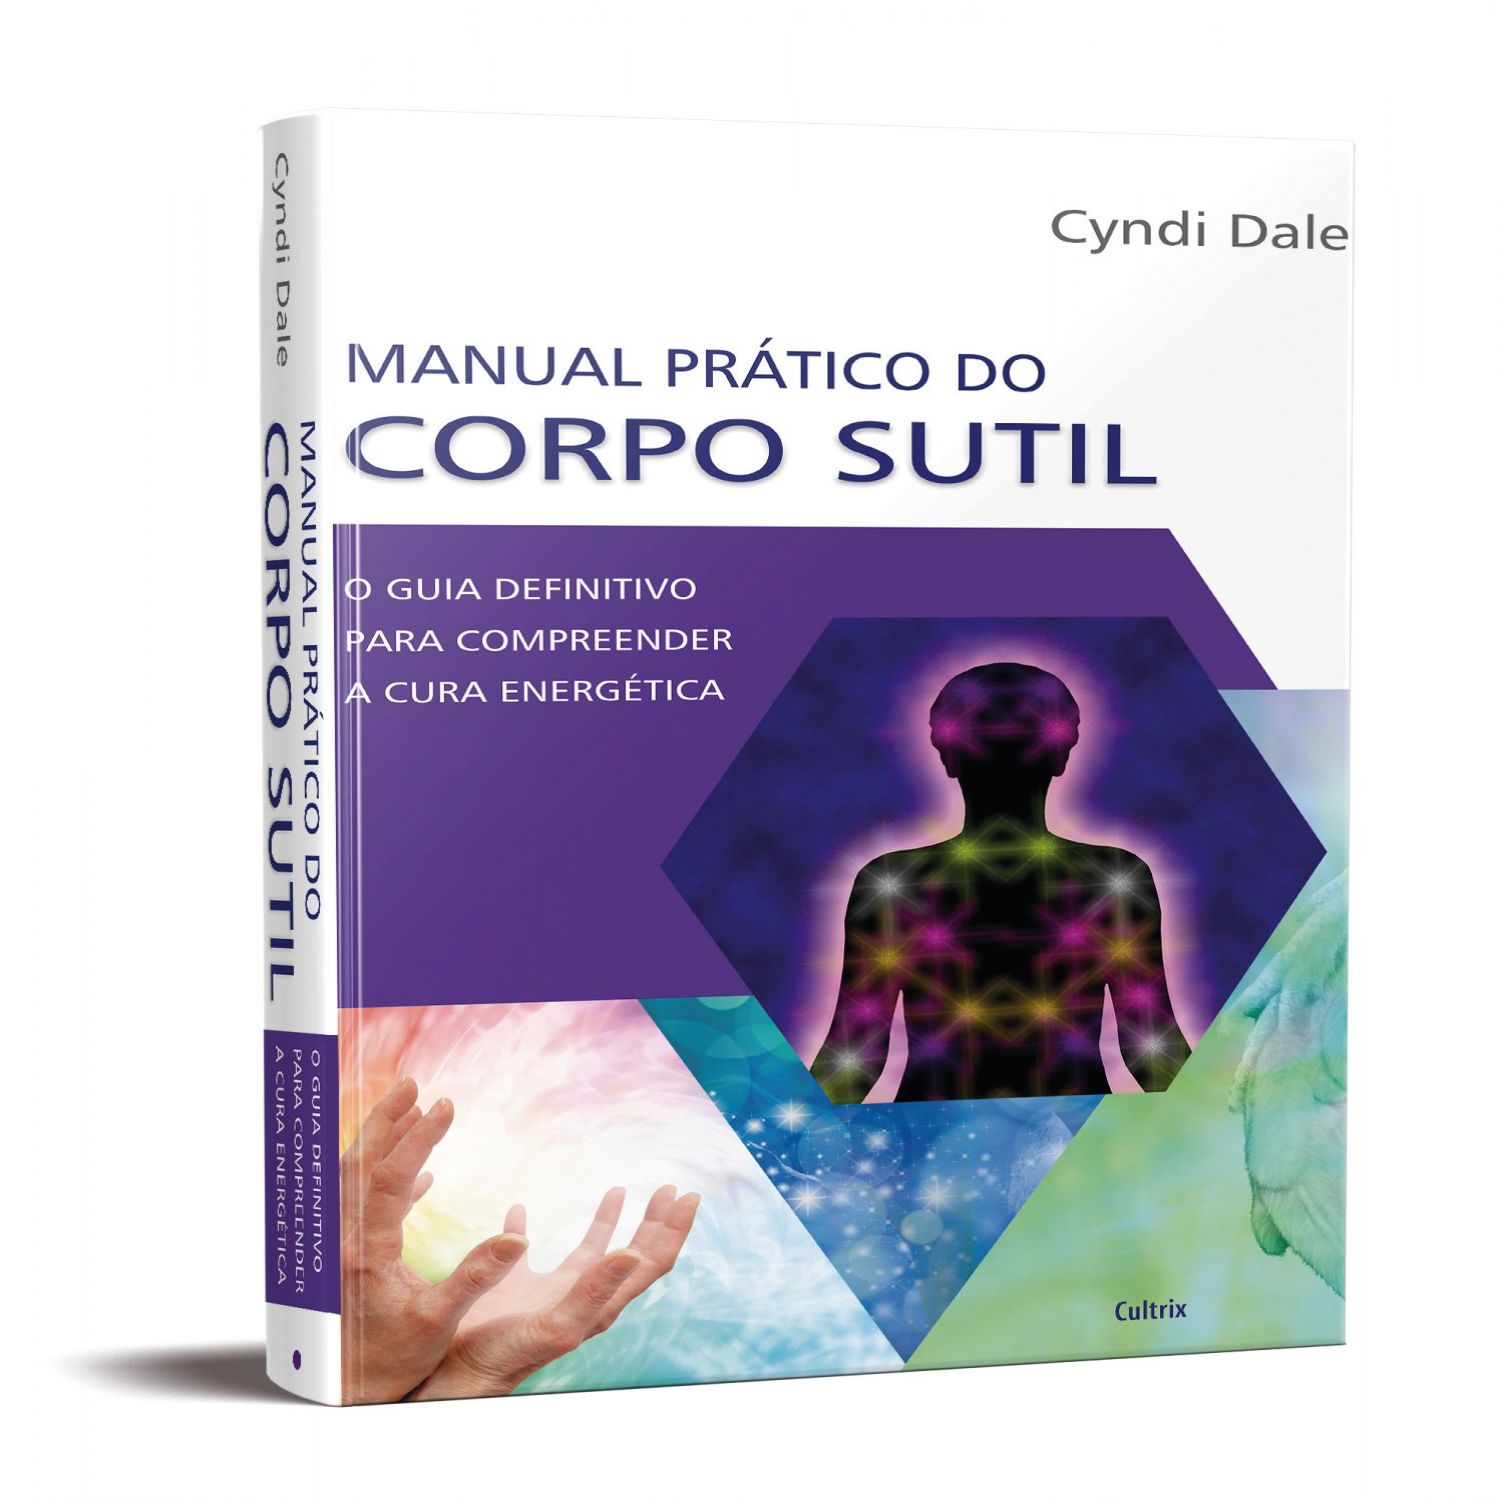 Cyndi Dale
MANUAL PRÁTICO DO
CORPO SUTIL
O GUIA DEFINITIVO
PARA COMPREENDER
A CURA ENERGÉTICA
Cultrix
Cyndi Dale
MANUAL PRÁTICO DO
CORPO SUTIL
O GUIA DEFINITIVO
PARA COMPREENDER
A CURA ENERGÉTICA